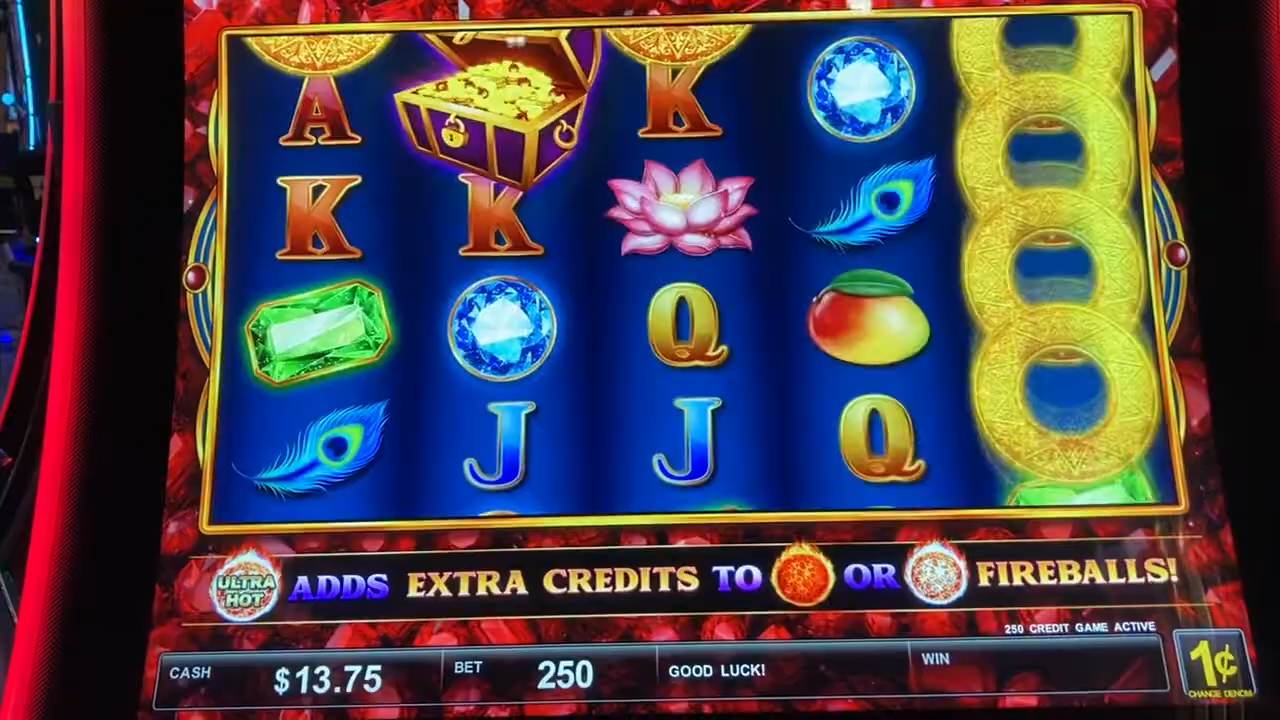 A K
K K
Q
J J Q
ULTRA HOT ADDS EXTRA CREDITS TO OR FIREBALLS!
250 CREDIT GAME ACTIVE
CASH $13.75 BET 250 GOOD LUCK! WIN
1¢
CHANGE DENOM